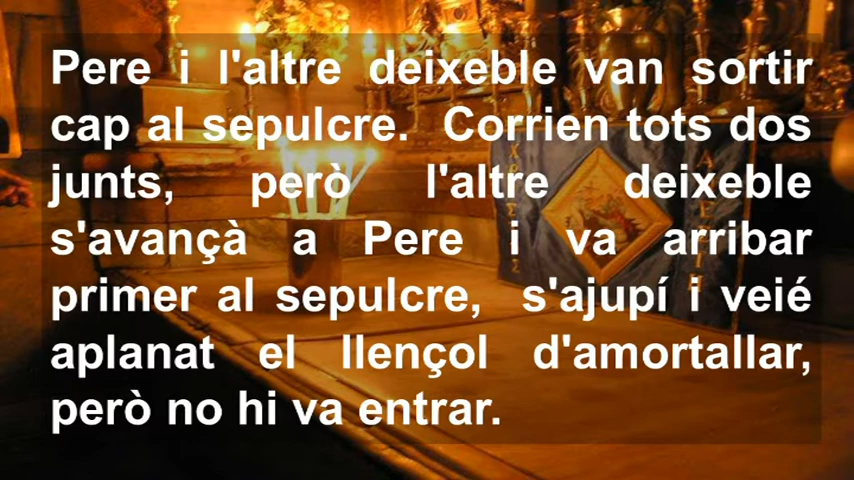 Pere i l'altre deixeble van sortir
cap al sepulcre. Corrien tots dos
junts, però l'altre deixeble
s'avançà a Pere i va arribar
primer al sepulcre, s'ajupí i veié
aplanat el llençol d'amortallar,
però no hi va entrar.